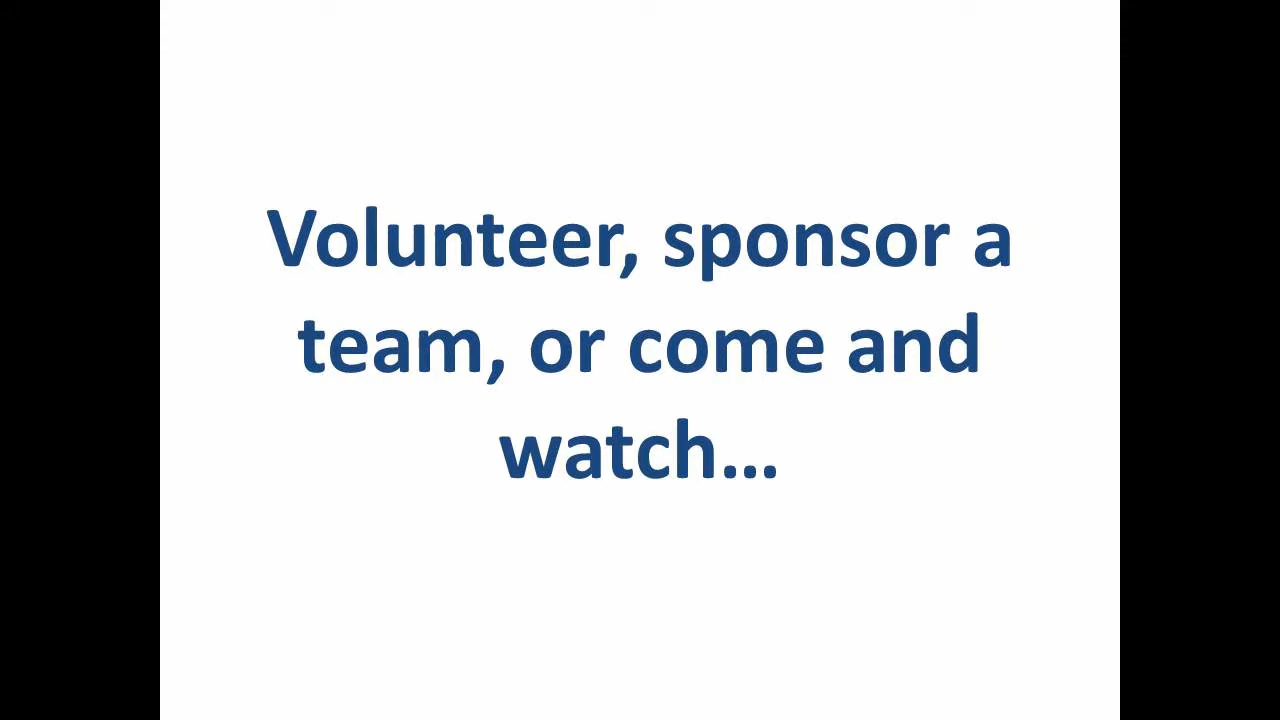 Volunteer, sponsor a
team, or come and
watch...